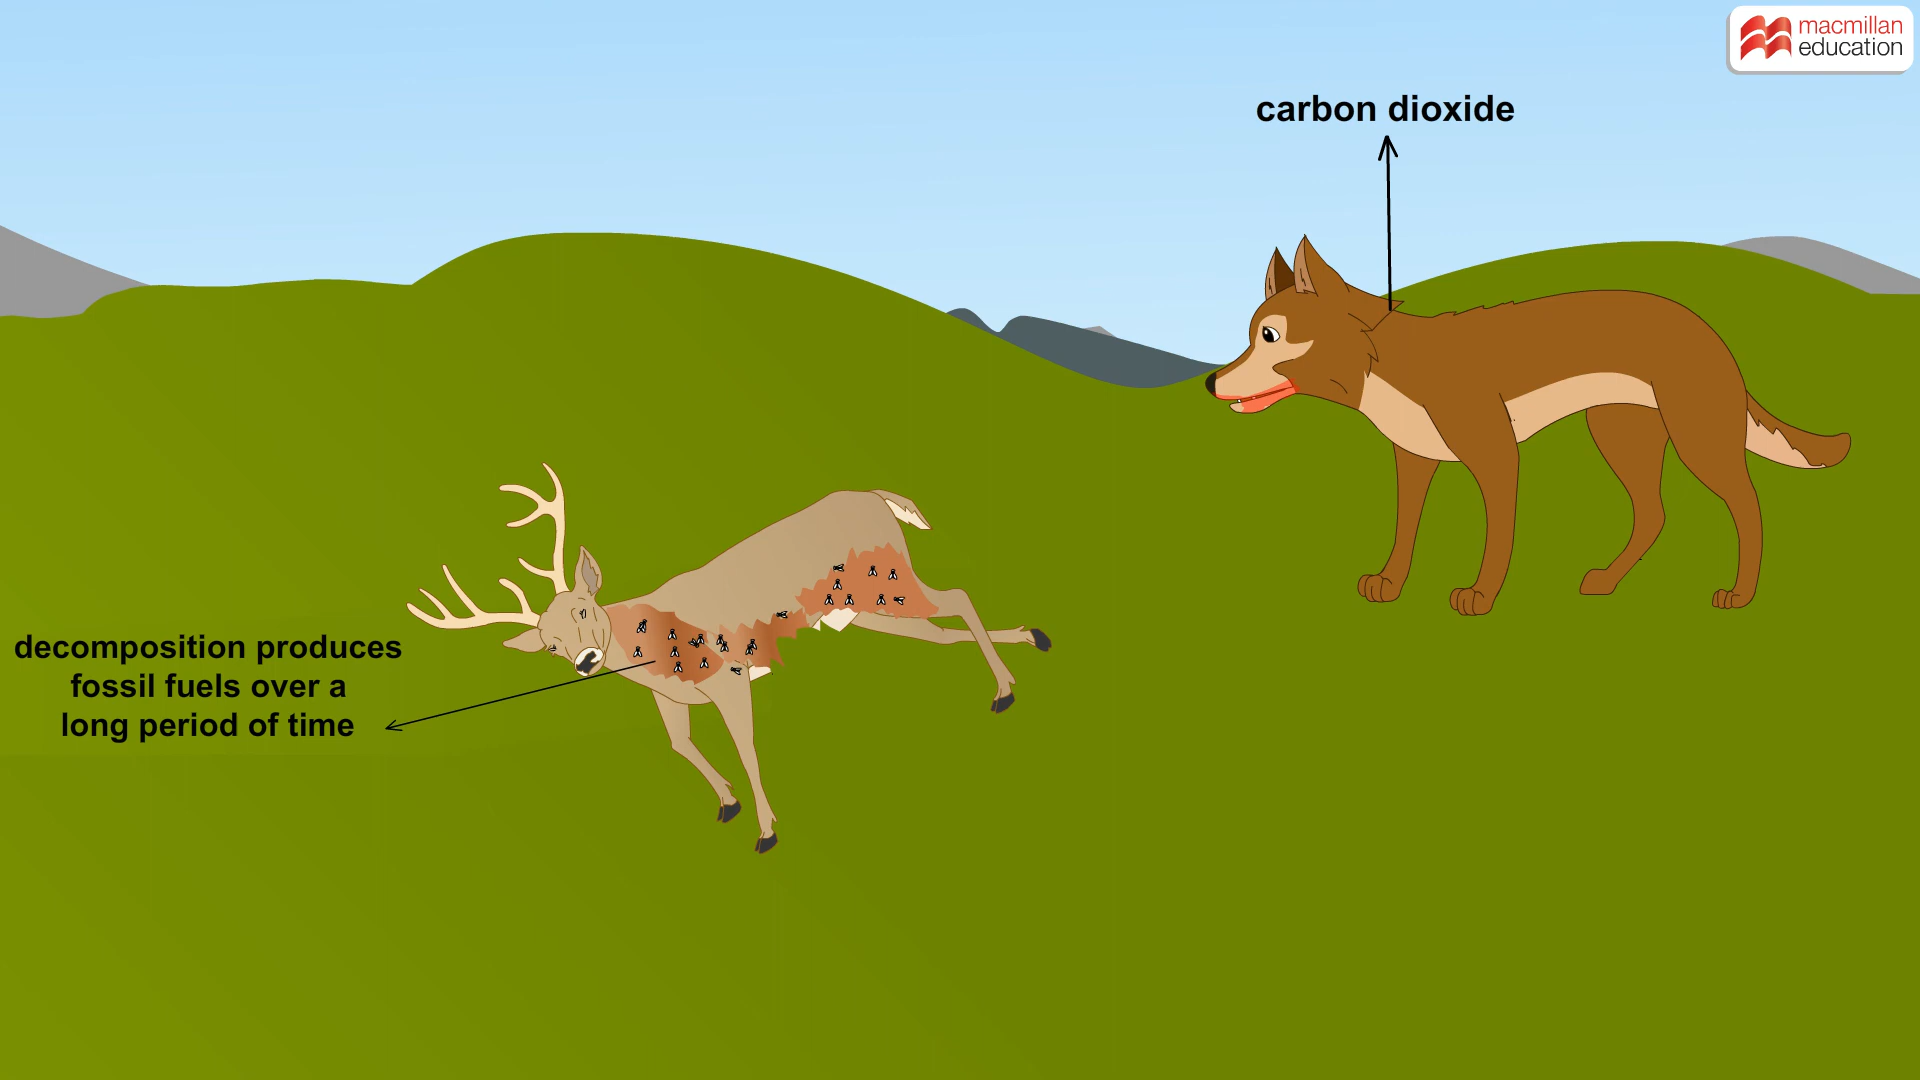 macmillan
education
carbon dioxide
decomposition produces
fossil fuels over a
long period of time